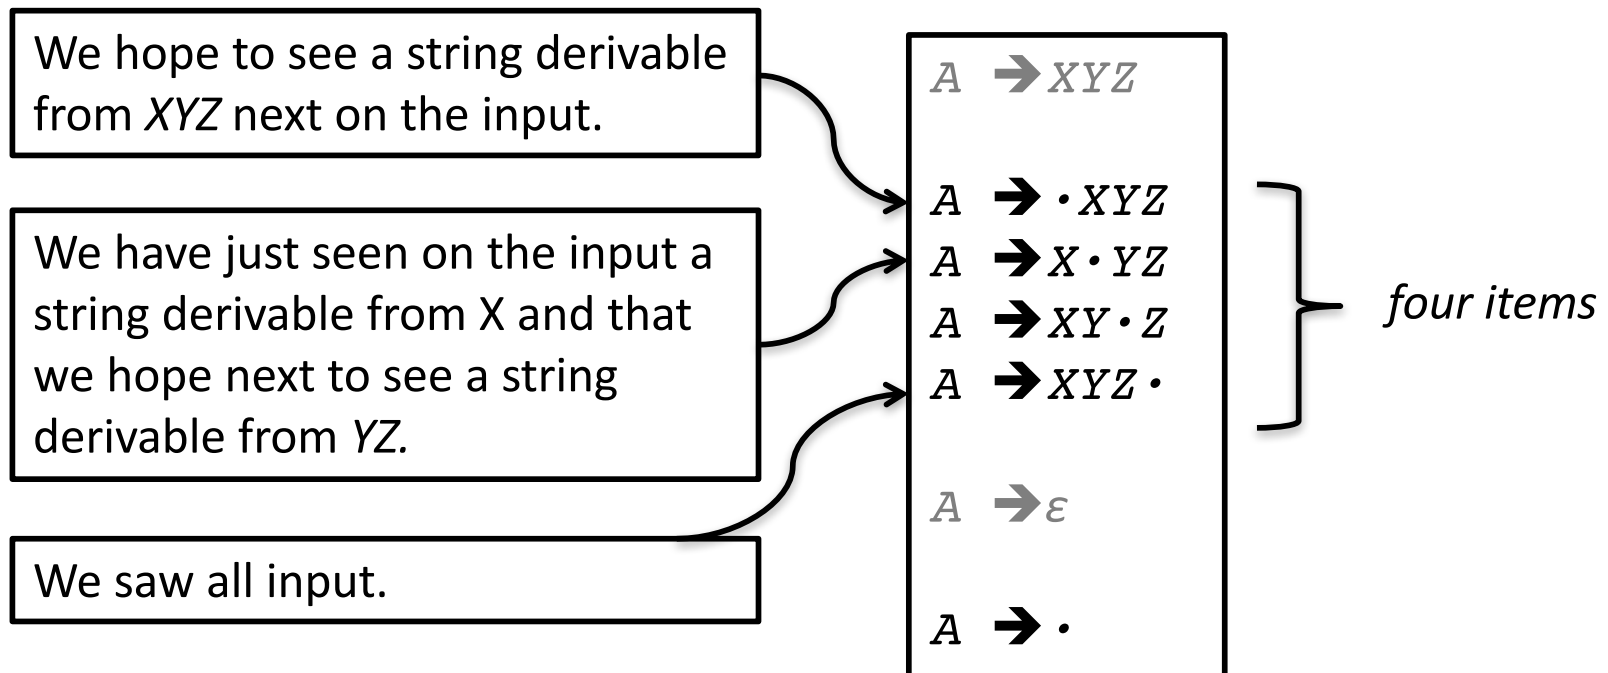 We hope to see a string derivable
from XYZ next on the input.
We have just seen on the input a
string derivable from X and that
we hope next to see a string
derivable from YZ.
We saw all input.
A ➔ XYZ
A ➔ ·XYZ
A ➔ X·YZ
A ➔ XY·Z
A ➔ XYZ·
A ➔ ε
A ➔ ·
four items